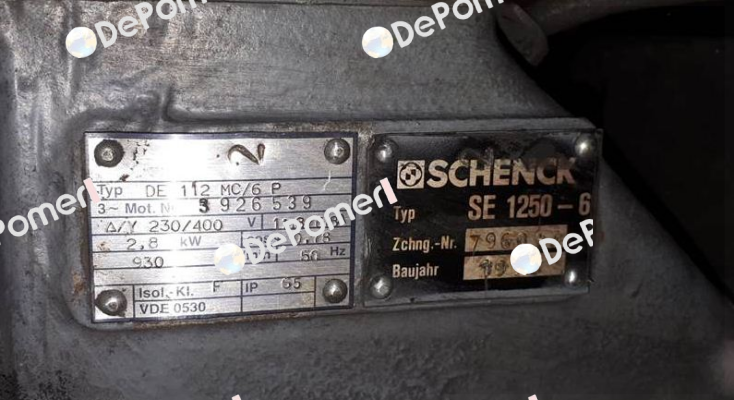 DePomeri
DePomeri
2
Typ DE 112 MC/6 P
3~ Mot. Nr. 3926539
Δ/Y 230/400 V
2,8 kW
930 50 Hz
Isol.-Kl. F IP 65
VDE 0530
SCHENCK
Typ SE 1250-6
Zchng.-Nr.
Baujahr
DePomeri
DePomeri
DePomeri